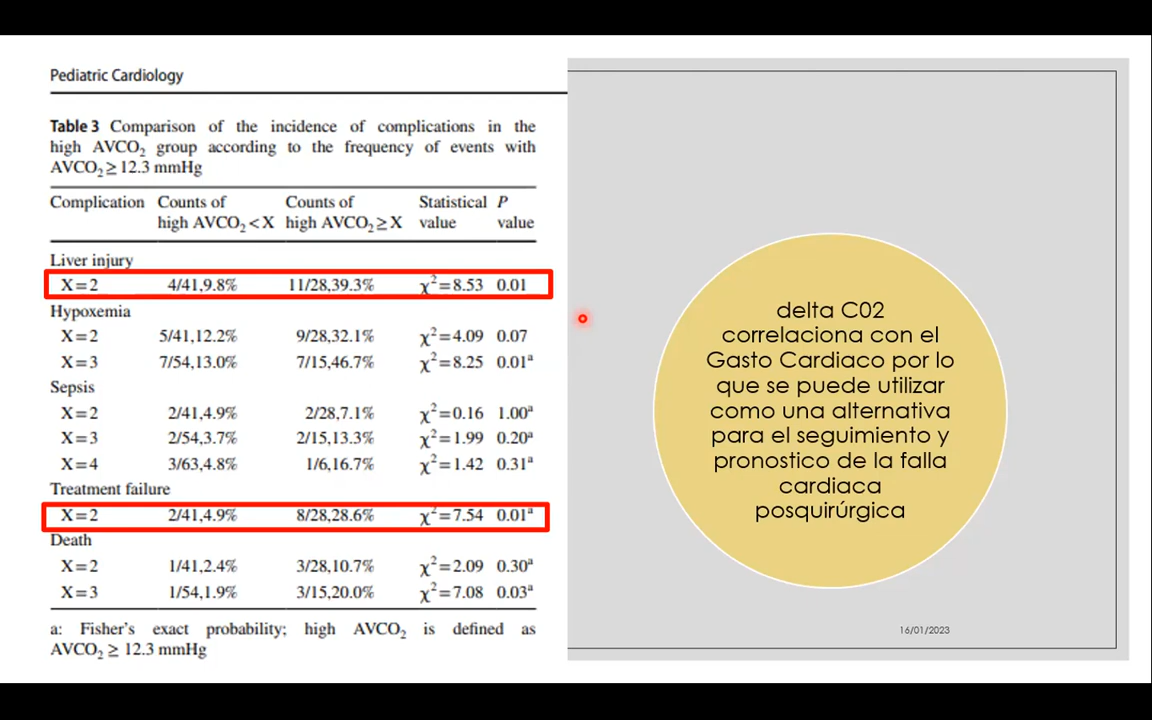 Pediatric Cardiology
Table 3 Comparison of the incidence of complications in the
high AVCO₂ group according to the frequency of events with
AVCO₂ ≥ 12.3 mmHg
Complication Counts of high AVCO₂ < X Counts of high AVCO₂ ≥ X Statistical value P value
Liver injury
X = 2 4/41,9.8% 11/28,39.3% χ² = 8.53 0.01
Hypoxemia
X = 2 5/41,12.2% 9/28,32.1% χ² = 4.09 0.07
X = 3 7/54,13.0% 7/15,46.7% χ² = 8.25 0.01ᵃ
Sepsis
X = 2 2/41,4.9% 2/28,7.1% χ² = 0.16 1.00ᵃ
X = 3 2/54,3.7% 2/15,13.3% χ² = 1.99 0.20ᵃ
X = 4 3/63,4.8% 1/6,16.7% χ² = 1.42 0.31ᵃ
Treatment failure
X = 2 2/41,4.9% 8/28,28.6% χ² = 7.54 0.01ᵃ
Death
X = 2 1/41,2.4% 3/28,10.7% χ² = 2.09 0.30ᵃ
X = 3 1/54,1.9% 3/15,20.0% χ² = 7.08 0.03ᵃ
a: Fisher's exact probability; high AVCO₂ is defined as
AVCO₂ ≥ 12.3 mmHg
delta C02
correlaciona con el
Gasto Cardiaco por lo
que se puede utilizar
como una alternativa
para el seguimiento y
pronostico de la falla
cardiaca
posquirúrgica
16/01/2023